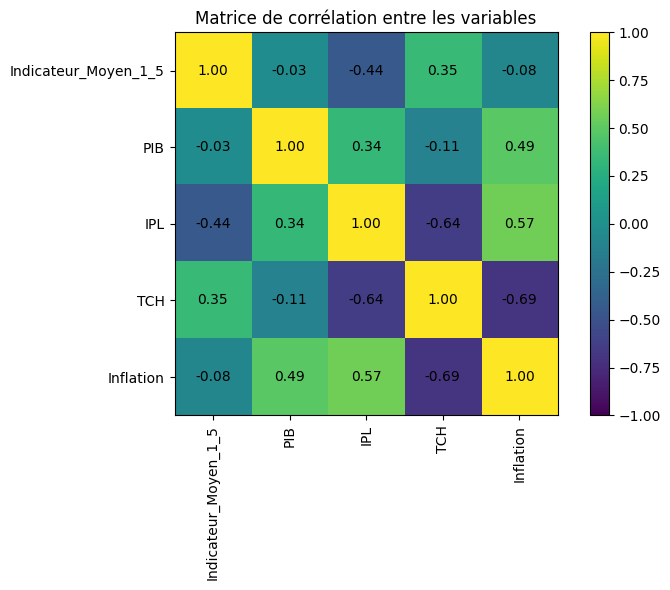 Matrice de corrélation entre les variables
Indicateur_Moyen_1_5 1.00 -0.03 -0.44 0.35 -0.08
PIB -0.03 1.00 0.34 -0.11 0.49
IPL -0.44 0.34 1.00 -0.64 0.57
TCH 0.35 -0.11 -0.64 1.00 -0.69
Inflation -0.08 0.49 0.57 -0.69 1.00
Indicateur_Moyen_1_5 PIB IPL TCH Inflation
1.00
0.75
0.50
0.25
0.00
−0.25
−0.50
−0.75
−1.00